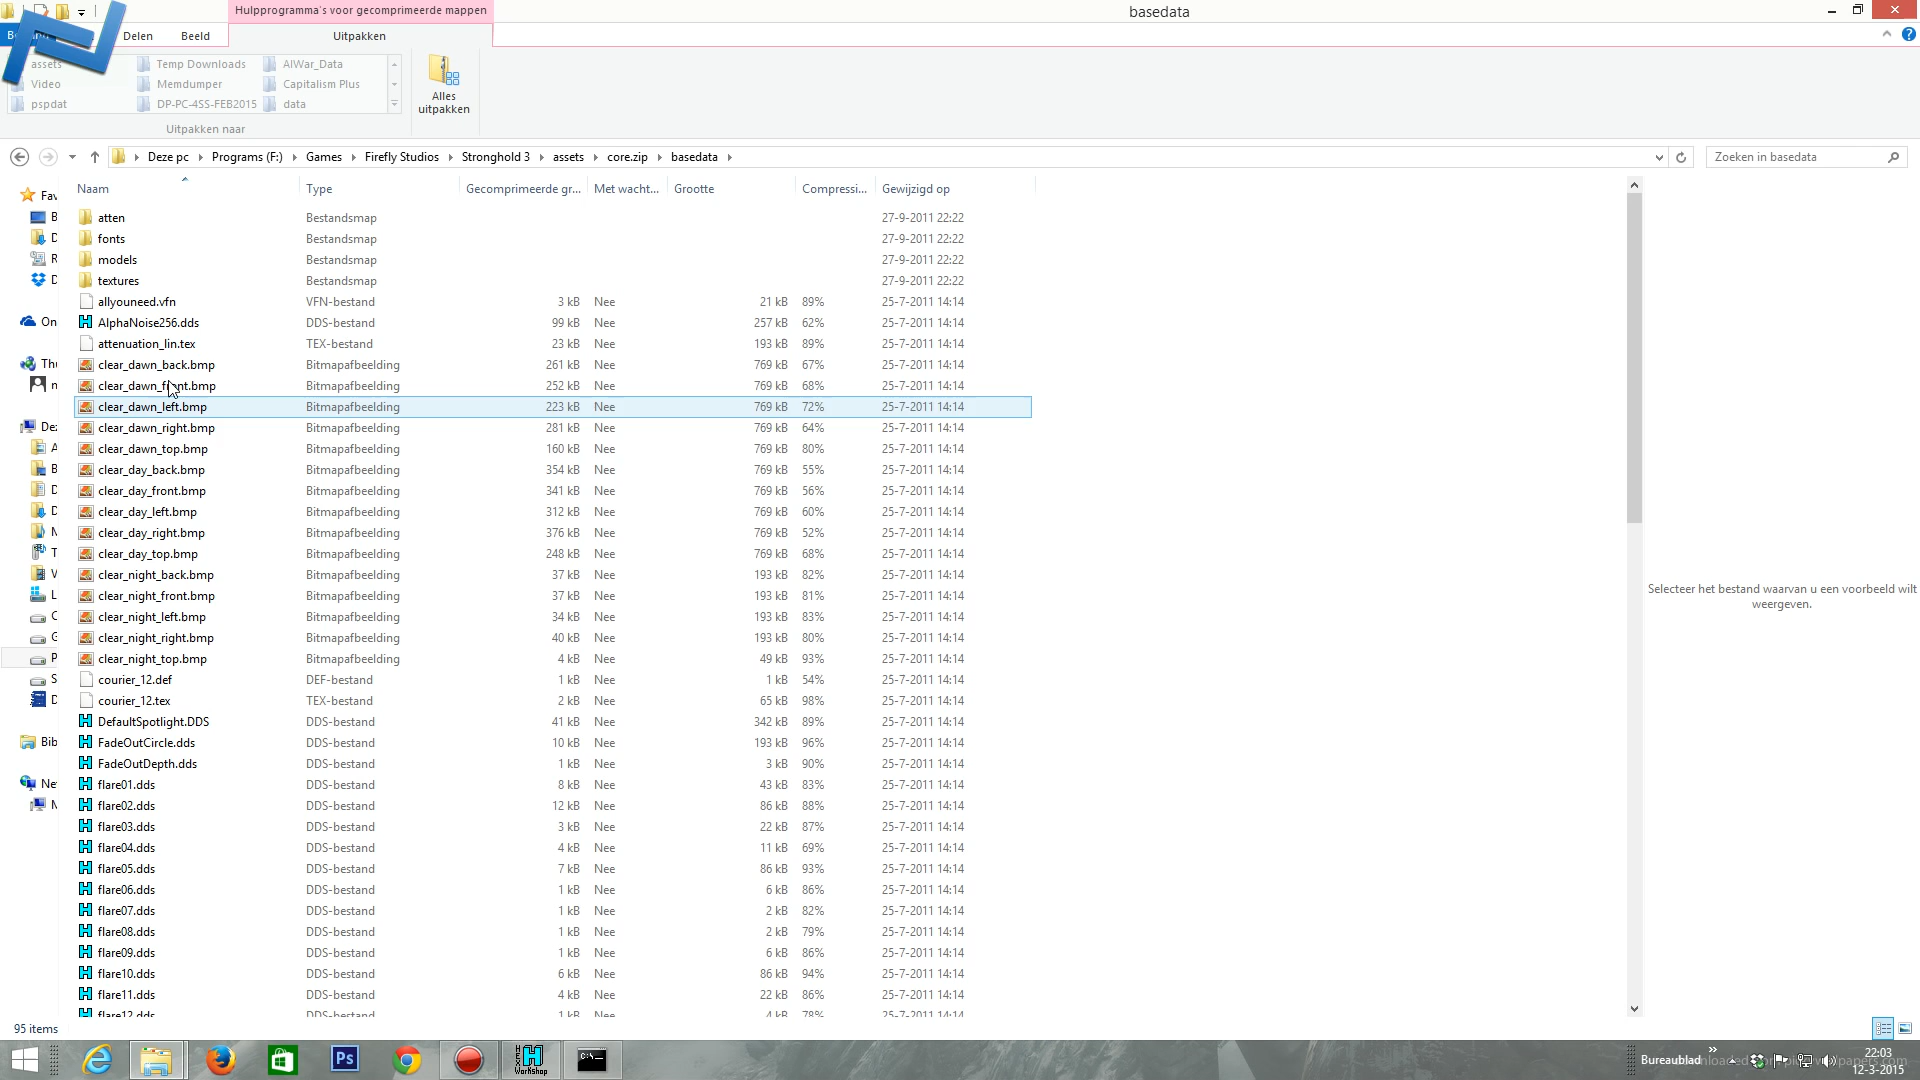 Hulpprogramma's voor gecomprimeerde mappen
basedata
Delen Beeld Uitpakken
assets Temp Downloads AIWar_Data
Video Memdumper Capitalism Plus
pspdat DP-PC-4SS-FEB2015 data
Alles uitpakken
Uitpakken naar
Deze pc Programs (F:) Games Firefly Studios Stronghold 3 assets core.zip basedata
Zoeken in basedata
Naam Type Gecomprimeerde gr... Met wacht... Grootte Compressi... Gewijzigd op
Fav
B
D
R
D
On
Thu
n
Dez
A
B
D
D
M
T
V
L
C
G
P
S
D
Bib
Net
M
atten Bestandsmap 27-9-2011 22:22
fonts Bestandsmap 27-9-2011 22:22
models Bestandsmap 27-9-2011 22:22
textures Bestandsmap 27-9-2011 22:22
allyouneed.vfn VFN-bestand 3 kB Nee 21 kB 89% 25-7-2011 14:14
AlphaNoise256.dds DDS-bestand 99 kB Nee 257 kB 62% 25-7-2011 14:14
attenuation_lin.tex TEX-bestand 23 kB Nee 193 kB 89% 25-7-2011 14:14
clear_dawn_back.bmp Bitmapafbeelding 261 kB Nee 769 kB 67% 25-7-2011 14:14
clear_dawn_front.bmp Bitmapafbeelding 252 kB Nee 769 kB 68% 25-7-2011 14:14
clear_dawn_left.bmp Bitmapafbeelding 223 kB Nee 769 kB 72% 25-7-2011 14:14
clear_dawn_right.bmp Bitmapafbeelding 281 kB Nee 769 kB 64% 25-7-2011 14:14
clear_dawn_top.bmp Bitmapafbeelding 160 kB Nee 769 kB 80% 25-7-2011 14:14
clear_day_back.bmp Bitmapafbeelding 354 kB Nee 769 kB 55% 25-7-2011 14:14
clear_day_front.bmp Bitmapafbeelding 341 kB Nee 769 kB 56% 25-7-2011 14:14
clear_day_left.bmp Bitmapafbeelding 312 kB Nee 769 kB 60% 25-7-2011 14:14
clear_day_right.bmp Bitmapafbeelding 376 kB Nee 769 kB 52% 25-7-2011 14:14
clear_day_top.bmp Bitmapafbeelding 248 kB Nee 769 kB 68% 25-7-2011 14:14
clear_night_back.bmp Bitmapafbeelding 37 kB Nee 193 kB 82% 25-7-2011 14:14
clear_night_front.bmp Bitmapafbeelding 37 kB Nee 193 kB 81% 25-7-2011 14:14
clear_night_left.bmp Bitmapafbeelding 34 kB Nee 193 kB 83% 25-7-2011 14:14
clear_night_right.bmp Bitmapafbeelding 40 kB Nee 193 kB 80% 25-7-2011 14:14
clear_night_top.bmp Bitmapafbeelding 4 kB Nee 49 kB 93% 25-7-2011 14:14
courier_12.def DEF-bestand 1 kB Nee 1 kB 54% 25-7-2011 14:14
courier_12.tex TEX-bestand 2 kB Nee 65 kB 98% 25-7-2011 14:14
DefaultSpotlight.DDS DDS-bestand 41 kB Nee 342 kB 89% 25-7-2011 14:14
FadeOutCircle.dds DDS-bestand 10 kB Nee 193 kB 96% 25-7-2011 14:14
FadeOutDepth.dds DDS-bestand 1 kB Nee 3 kB 90% 25-7-2011 14:14
flare01.dds DDS-bestand 8 kB Nee 43 kB 83% 25-7-2011 14:14
flare02.dds DDS-bestand 12 kB Nee 86 kB 88% 25-7-2011 14:14
flare03.dds DDS-bestand 3 kB Nee 22 kB 87% 25-7-2011 14:14
flare04.dds DDS-bestand 4 kB Nee 11 kB 69% 25-7-2011 14:14
flare05.dds DDS-bestand 7 kB Nee 86 kB 93% 25-7-2011 14:14
flare06.dds DDS-bestand 1 kB Nee 6 kB 86% 25-7-2011 14:14
flare07.dds DDS-bestand 1 kB Nee 2 kB 82% 25-7-2011 14:14
flare08.dds DDS-bestand 1 kB Nee 2 kB 79% 25-7-2011 14:14
flare09.dds DDS-bestand 1 kB Nee 6 kB 86% 25-7-2011 14:14
flare10.dds DDS-bestand 6 kB Nee 86 kB 94% 25-7-2011 14:14
flare11.dds DDS-bestand 4 kB Nee 22 kB 86% 25-7-2011 14:14
flare12.dds DDS-bestand 1 kB Nee 4 kB 78% 25-7-2011 14:14
Selecteer het bestand waarvan u een voorbeeld wilt
weergeven.
95 items
Ps
HEX Workshop
C:\
Bureaublad
22:03
12-3-2015